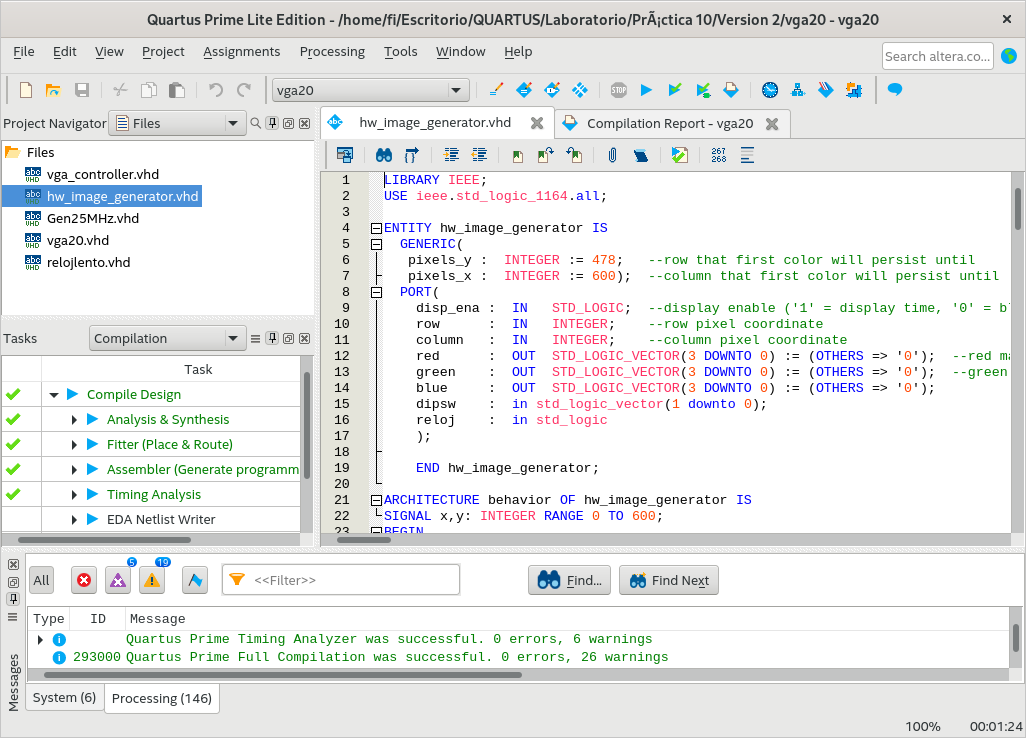 Quartus Prime Lite Edition - /home/fi/Escritorio/QUARTUS/Laboratorio/PrÃ¡ctica 10/Version 2/vga20 - vga20
File Edit View Project Assignments Processing Tools Window Help
Search altera.co...
vga20
STOP
Project Navigator
Files
hw_image_generator.vhd
Compilation Report - vga20
Files
vga_controller.vhd
hw_image_generator.vhd
Gen25MHz.vhd
vga20.vhd
relojlento.vhd
267
268
1 LIBRARY IEEE;
2 USE ieee.std_logic_1164.all;
3
4 ENTITY hw_image_generator IS
5 GENERIC(
6 pixels_y : INTEGER := 478; --row that first color will persist until
7 pixels_x : INTEGER := 600); --column that first color will persist until
8 PORT(
9 disp_ena : IN STD_LOGIC; --display enable ('1' = display time, '0' = b
10 row : IN INTEGER; --row pixel coordinate
11 column : IN INTEGER; --column pixel coordinate
12 red : OUT STD_LOGIC_VECTOR(3 DOWNTO 0) := (OTHERS => '0'); --red ma
13 green : OUT STD_LOGIC_VECTOR(3 DOWNTO 0) := (OTHERS => '0'); --green
14 blue : OUT STD_LOGIC_VECTOR(3 DOWNTO 0) := (OTHERS => '0');
15 dipsw : in std_logic_vector(1 downto 0);
16 reloj : in std_logic
17 );
18
19 END hw_image_generator;
20
21 ARCHITECTURE behavior OF hw_image_generator IS
22 SIGNAL x,y: INTEGER RANGE 0 TO 600;
23 BEGIN
Tasks
Compilation
Task
Compile Design
Analysis & Synthesis
Fitter (Place & Route)
Assembler (Generate programm
Timing Analysis
EDA Netlist Writer
All
5
19
<<Filter>>
Find...
Find Next
Type ID Message
Quartus Prime Timing Analyzer was successful. 0 errors, 6 warnings
293000 Quartus Prime Full Compilation was successful. 0 errors, 26 warnings
Messages
System (6)
Processing (146)
100% 00:01:24